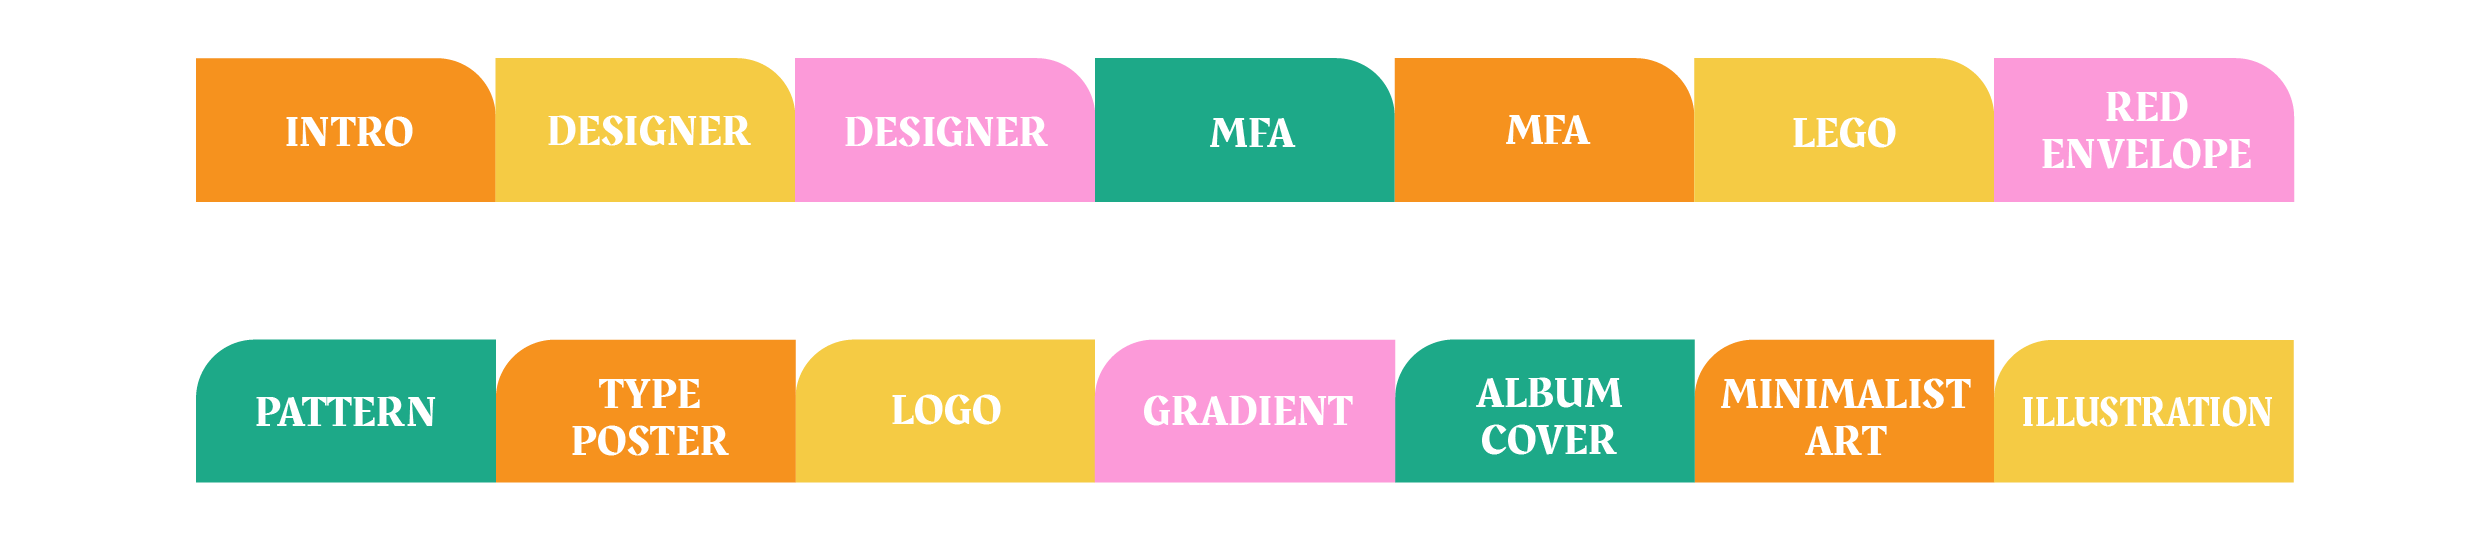 INTRO
DESIGNER
DESIGNER
MFA
MFA
LEGO
RED
ENVELOPE
PATTERN
TYPE
POSTER
LOGO
GRADIENT
ALBUM
COVER
MINIMALIST
ART
ILLUSTRATION